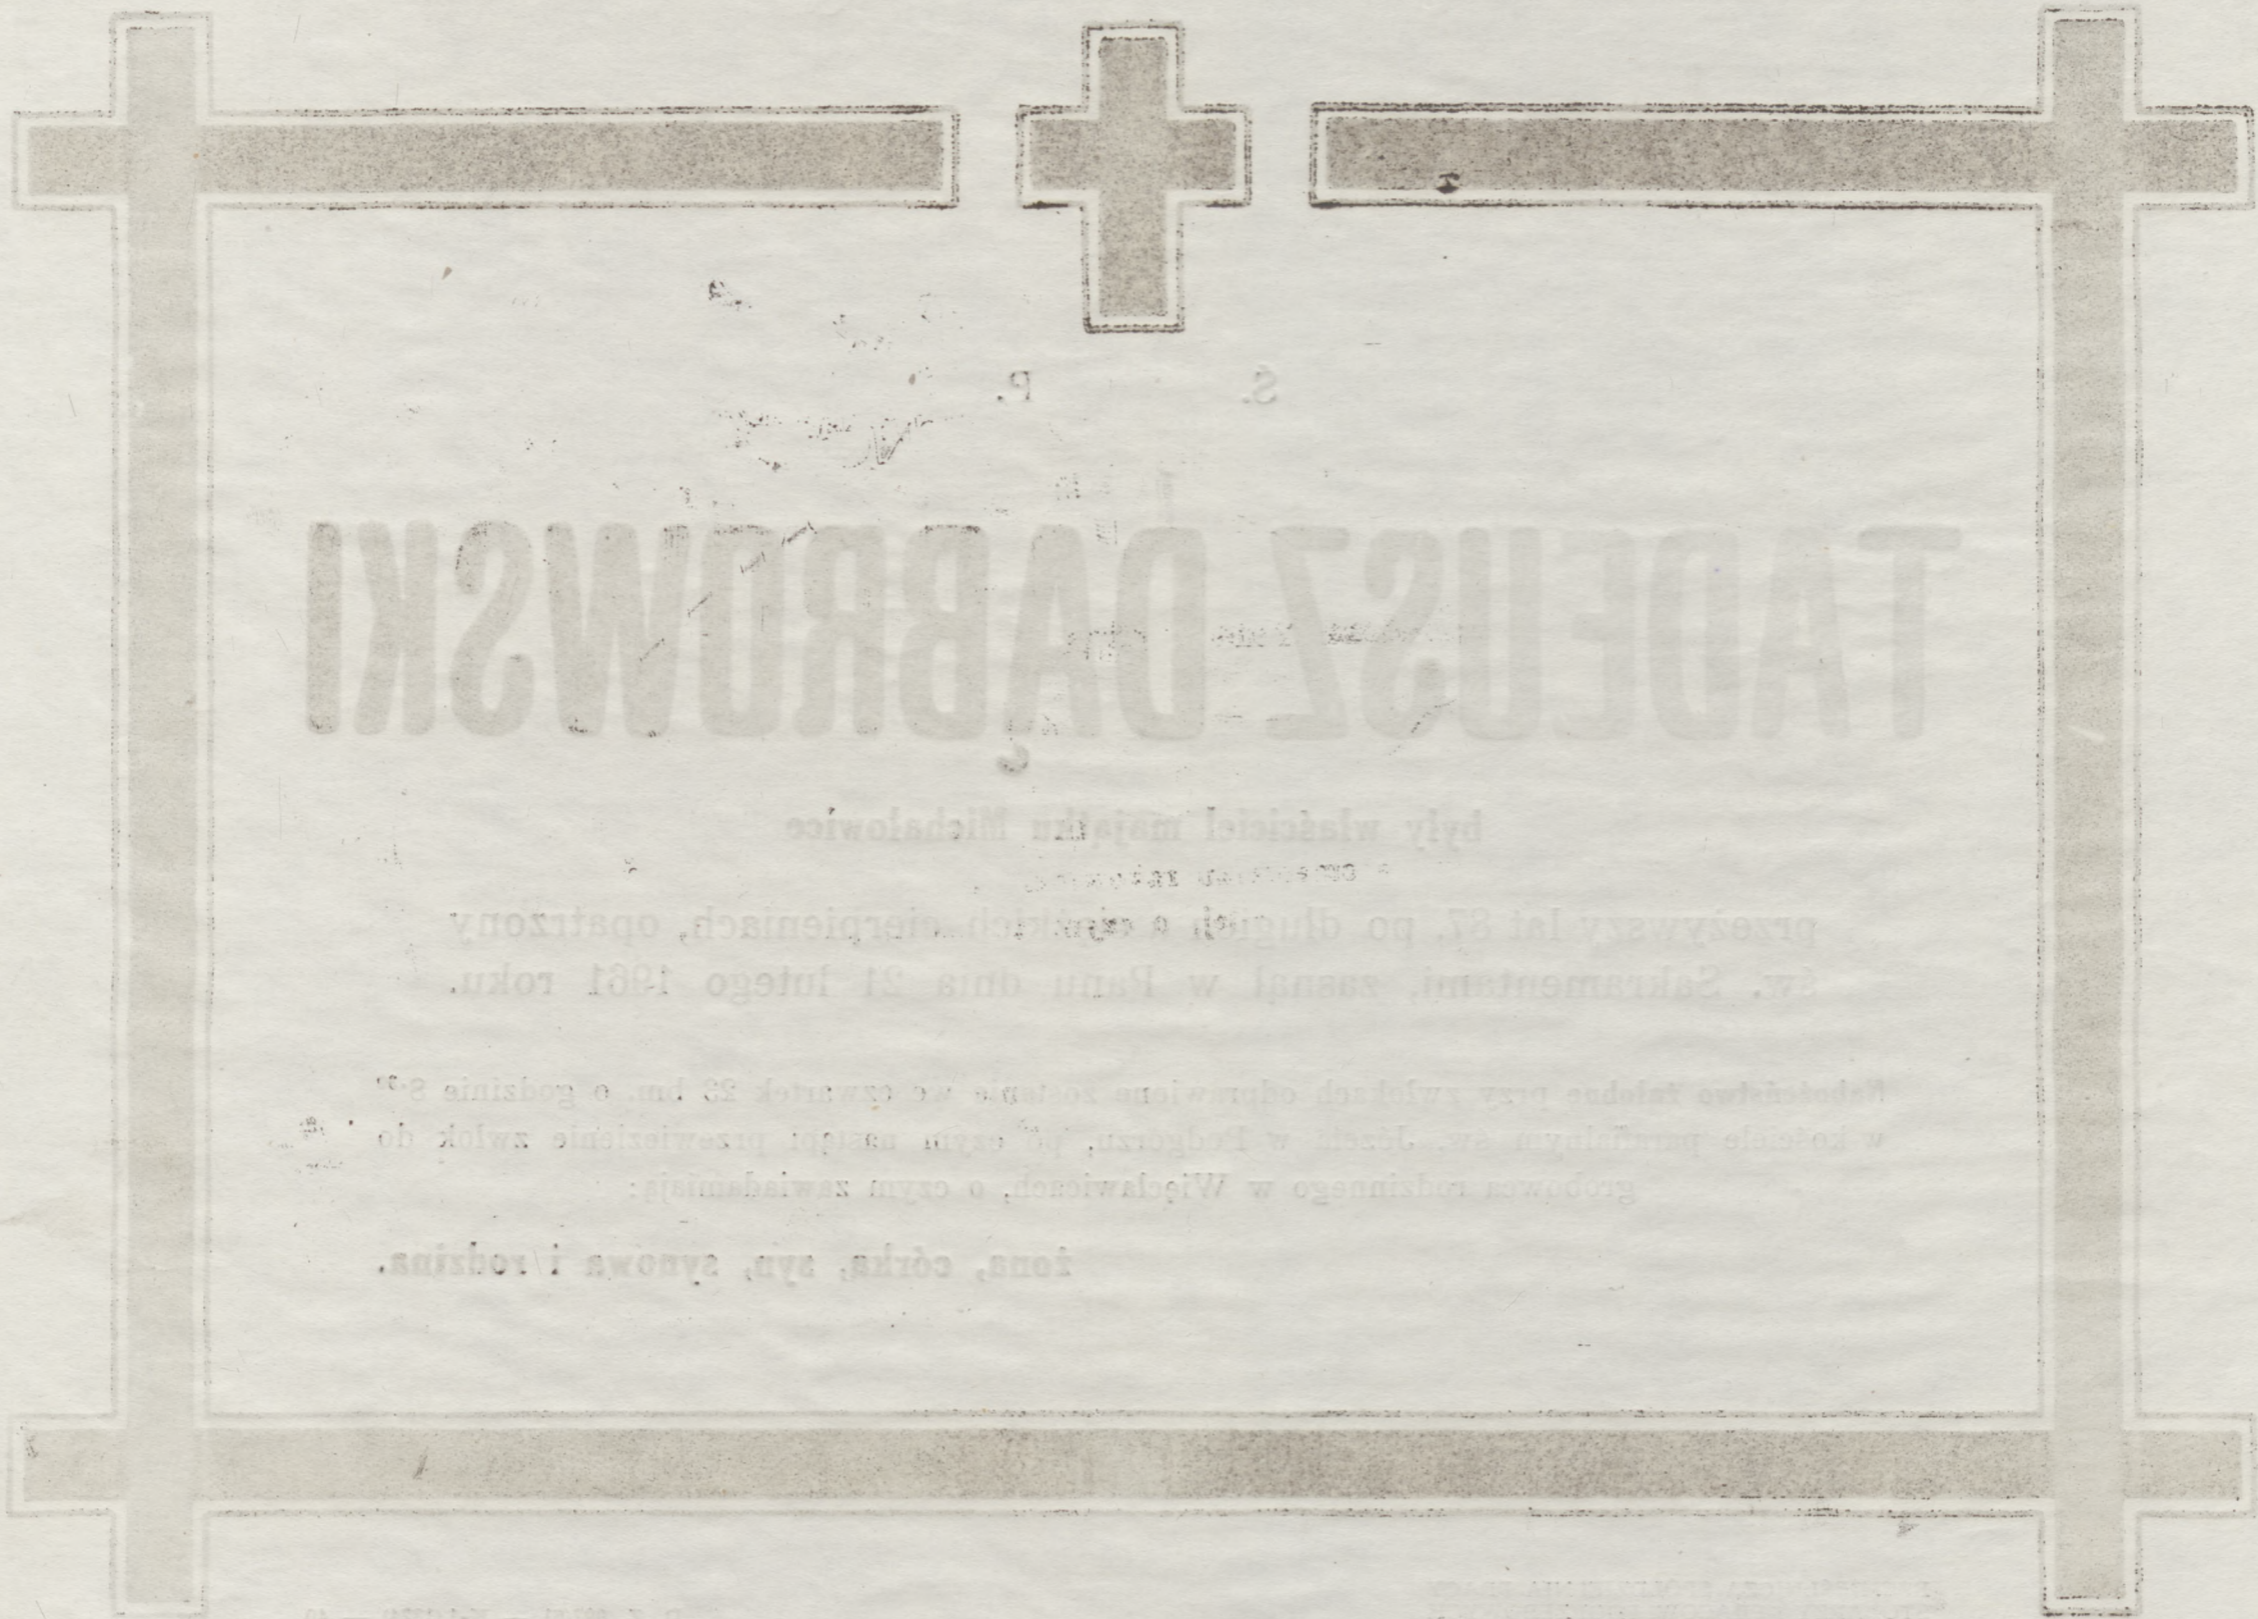 Ś. P.
TADEUSZ DĄBROWSKI
były właściciel majątku Michałowice
przeżywszy lat 87, po długich i ciężkich cierpieniach, opatrzony
św. Sakramentami, zasnął w Panu dnia 21 lutego 1961 roku.
Nabożeństwo żałobne przy zwłokach odprawione zostanie we czwartek 23 bm. o godzinie
w kościele parafialnym św. Józefa w Podgórzu, po czym nastąpi przewiezienie zwłok do
grobowca rodzinnego w Więcławicach, o czym zawiadamiają:
żona, córka, syn, synowa i rodzina.